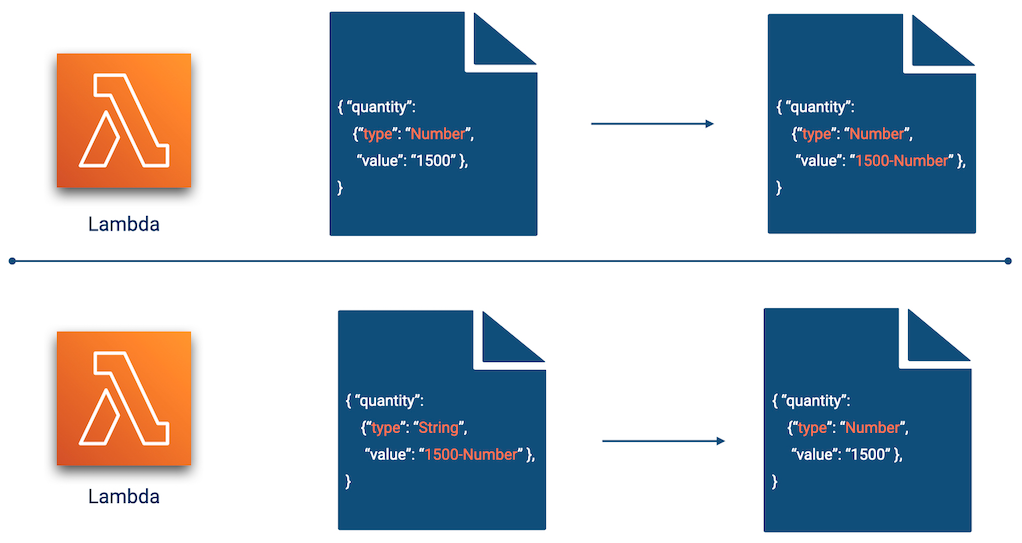 { “quantity”:
{“type”: “Number”,
“value”: “1500” },
}
{ “quantity”:
{“type”: “Number”,
“value”: “1500-Number” },
}
Lambda
{ “quantity”:
{“type”: “String”,
“value”: “1500-Number” },
}
{ “quantity”:
{“type”: “Number”,
“value”: “1500” },
}
Lambda